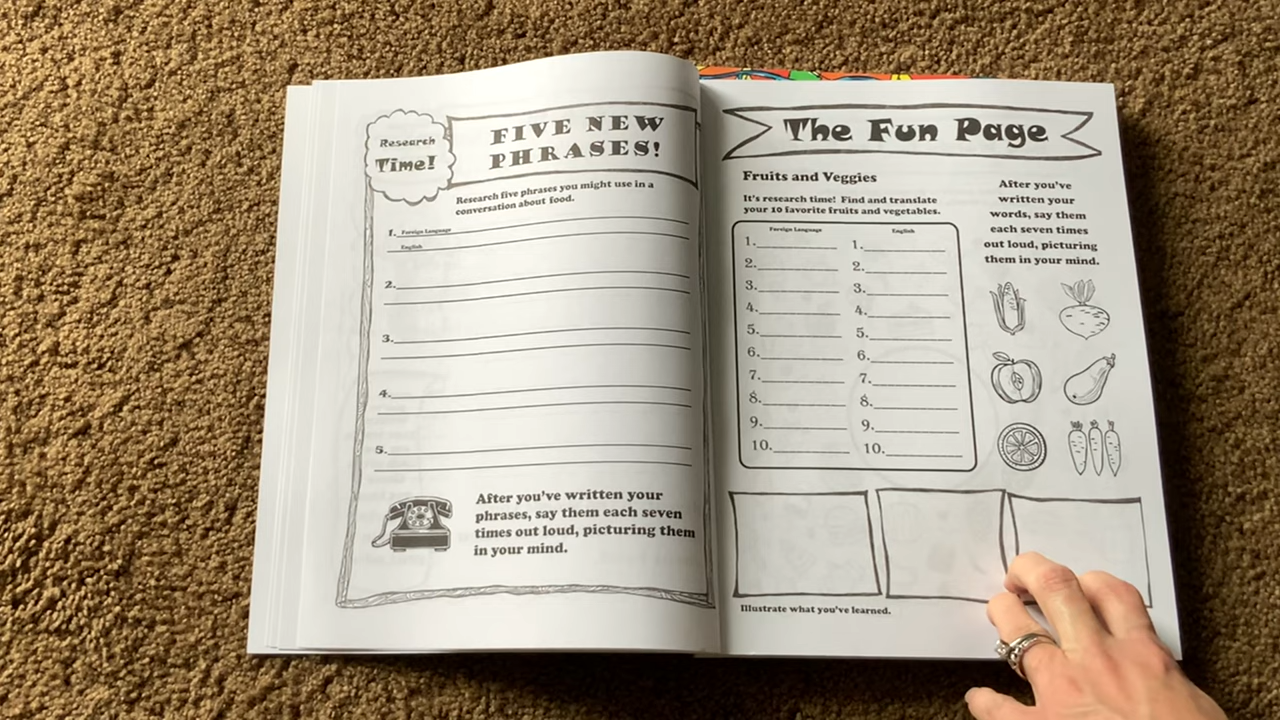 Research
Time!
FIVE NEW
PHRASES!
Research five phrases you might use in a
conversation about food.
1. Foreign Language
English
2.
3.
4.
5.
After you've written your
phrases, say them each seven
times out loud, picturing them
in your mind.
The Fun Page
Fruits and Veggies
It's research time! Find and translate
your 10 favorite fruits and vegetables.
Foreign Language English
1. 1.
2. 2.
3. 3.
4. 4.
5. 5.
6. 6.
7. 7.
8. 8.
9. 9.
10. 10.
After you've
written your
words, say them
each seven times
out loud, picturing
them in your mind.
Illustrate what you've learned.